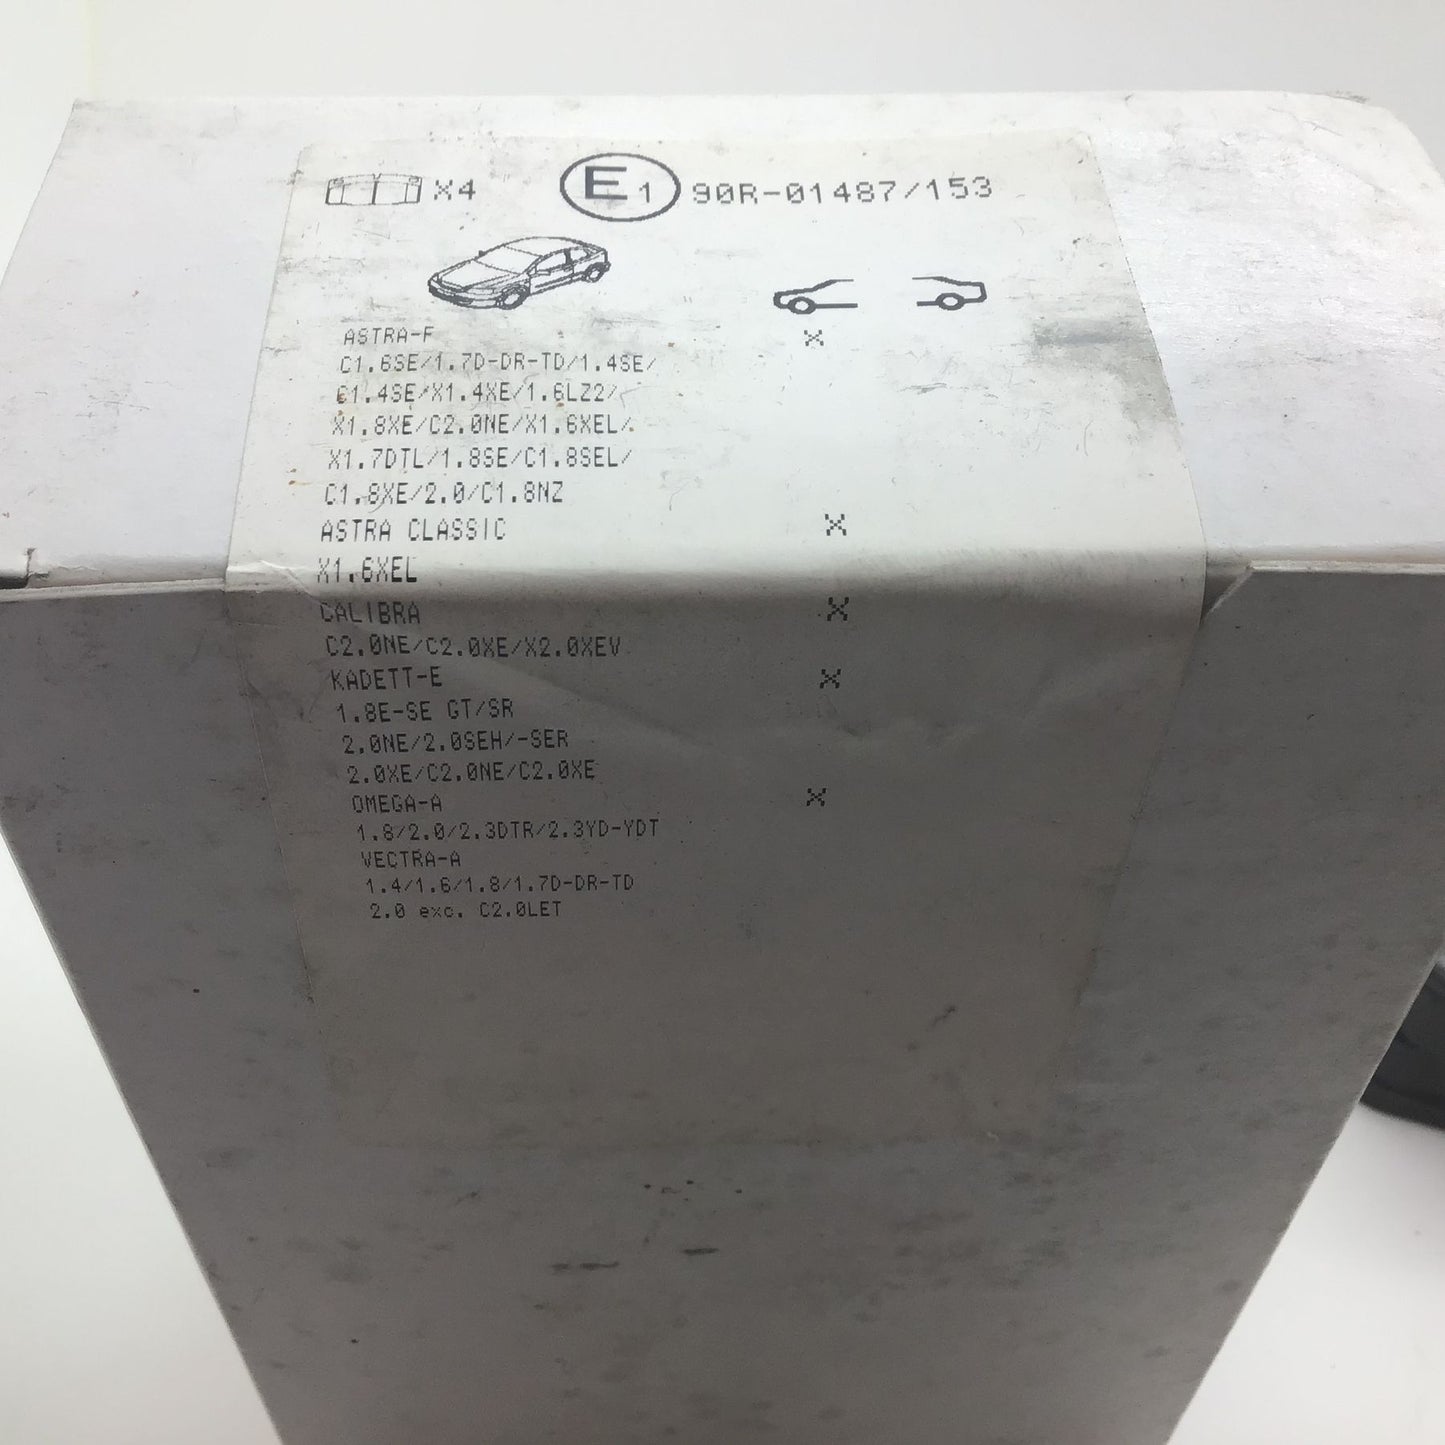 X4 E1 90R-01487/153
ASTRA-F X
C1.6SE/1.7D-DR-TD/1.4SE/
C1.4SE/X1.4XE/1.6LZ2/
X1.8XE/C2.0NE/X1.6XEL/
X1.7DTL/1.8SE/C1.8SEL/
C1.8XE/2.0/C1.8NZ
ASTRA CLASSIC X
X1.6XEL
CALIBRA X
C2.0NE/C2.0XE/X2.0XEV
KADETT-E X
1.8E-SE GT/SR
2.0NE/2.0SEH/-SER
2.0XE/C2.0NE/C2.0XE
OMEGA-A X
1.8/2.0/2.3DTR/2.3YD-YDT
VECTRA-A
1.4/1.6/1.8/1.7D-DR-TD
2.0 exc. C2.0LET